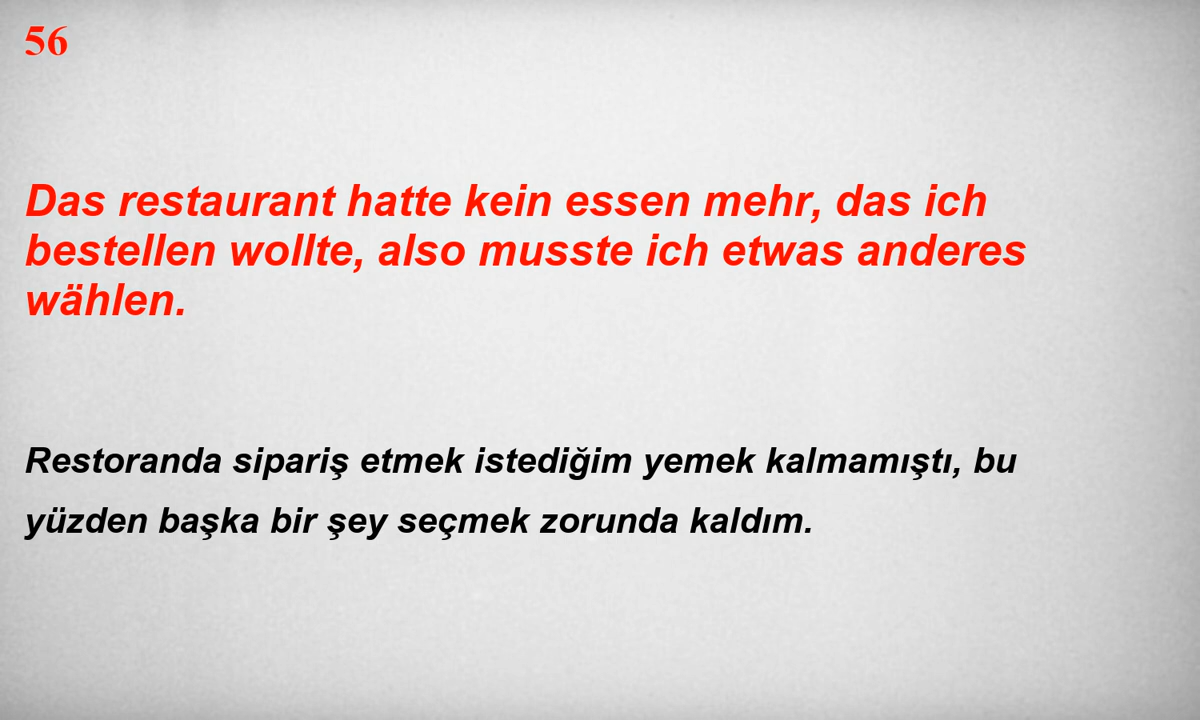 56
Das restaurant hatte kein essen mehr, das ich
bestellen wollte, also musste ich etwas anderes
wählen.
Restoranda sipariş etmek istediğim yemek kalmamıştı, bu
yüzden başka bir şey seçmek zorunda kaldım.